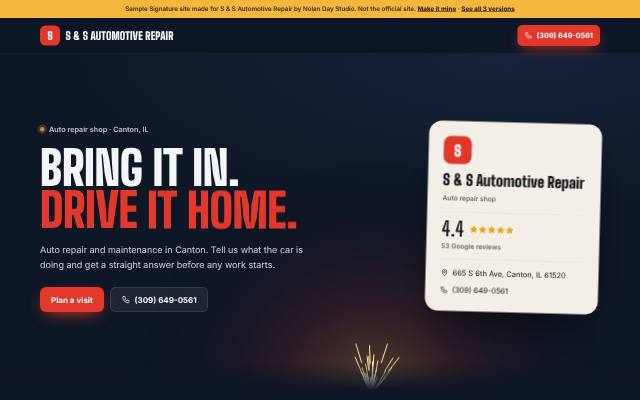 Sample Signature site made for S & S Automotive Repair by Nolan Day Studio. Not the official site. Make it mine · See all 3 versions
S S & S AUTOMOTIVE REPAIR
(309) 649-0561
Auto repair shop · Canton, IL
BRING IT IN.
DRIVE IT HOME.
Auto repair and maintenance in Canton. Tell us what the car is
doing and get a straight answer before any work starts.
Plan a visit
(309) 649-0561
S
S & S Automotive Repair
Auto repair shop
4.4
53 Google reviews
665 S 6th Ave, Canton, IL 61520
(309) 649-0561